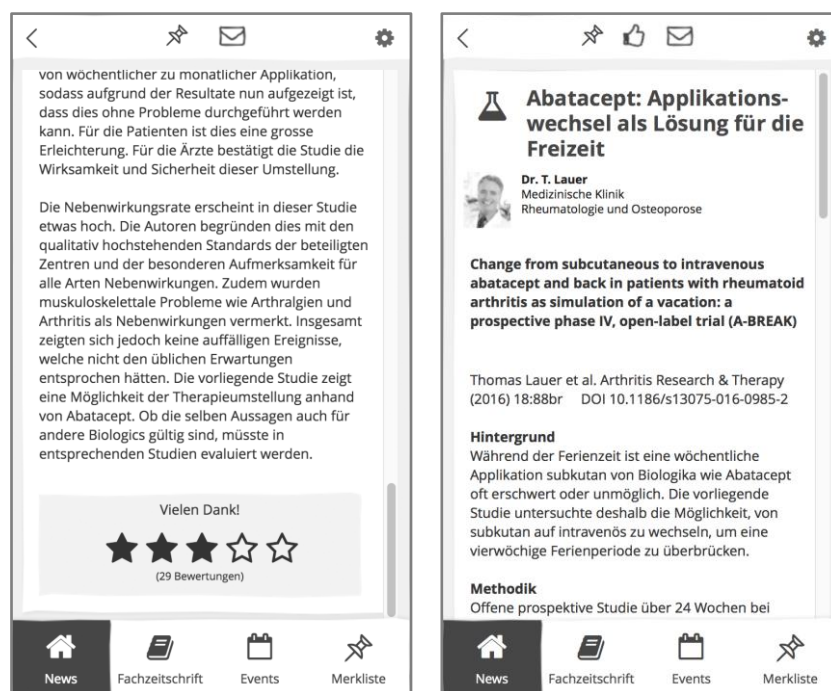 von wöchentlicher zu monatlicher Applikation,
sodass aufgrund der Resultate nun aufgezeigt ist,
dass dies ohne Probleme durchgeführt werden
kann. Für die Patienten ist dies eine grosse
Erleichterung. Für die Ärzte bestätigt die Studie die
Wirksamkeit und Sicherheit dieser Umstellung.
Die Nebenwirkungsrate erscheint in dieser Studie
etwas hoch. Die Autoren begründen dies mit den
qualitativ hochstehenden Standards der beteiligten
Zentren und der besonderen Aufmerksamkeit für
alle Arten Nebenwirkungen. Zudem wurden
muskuloskelettale Probleme wie Arthralgien und
Arthritis als Nebenwirkungen vermerkt. Insgesamt
zeigten sich jedoch keine auffälligen Ereignisse,
welche nicht den üblichen Erwartungen
entsprochen hätten. Die vorliegende Studie zeigt
eine Möglichkeit der Therapieumstellung anhand
von Abatacept. Ob die selben Aussagen auch für
andere Biologics gültig sind, müsste in
entsprechenden Studien evaluiert werden.
Vielen Dank!
(29 Bewertungen)
News Fachzeitschrift Events Merkliste
Abatacept: Applikations-
wechsel als Lösung für die
Freizeit
Dr. T. Lauer
Medizinische Klinik
Rheumatologie und Osteoporose
Change from subcutaneous to intravenous
abatacept and back in patients with rheumatoid
arthritis as simulation of a vacation: a
prospective phase IV, open-label trial (A-BREAK)
Thomas Lauer et al. Arthritis Research & Therapy
(2016) 18:88br DOI 10.1186/s13075-016-0985-2
Hintergrund
Während der Ferienzeit ist eine wöchentliche
Applikation subkutan von Biologika wie Abatacept
oft erschwert oder unmöglich. Die vorliegende
Studie untersuchte deshalb die Möglichkeit, von
subkutan auf intravenös zu wechseln, um eine
vierwöchige Ferienperiode zu überbrücken.
Methodik
Offene prospektive Studie über 24 Wochen bei
News Fachzeitschrift Events Merkliste